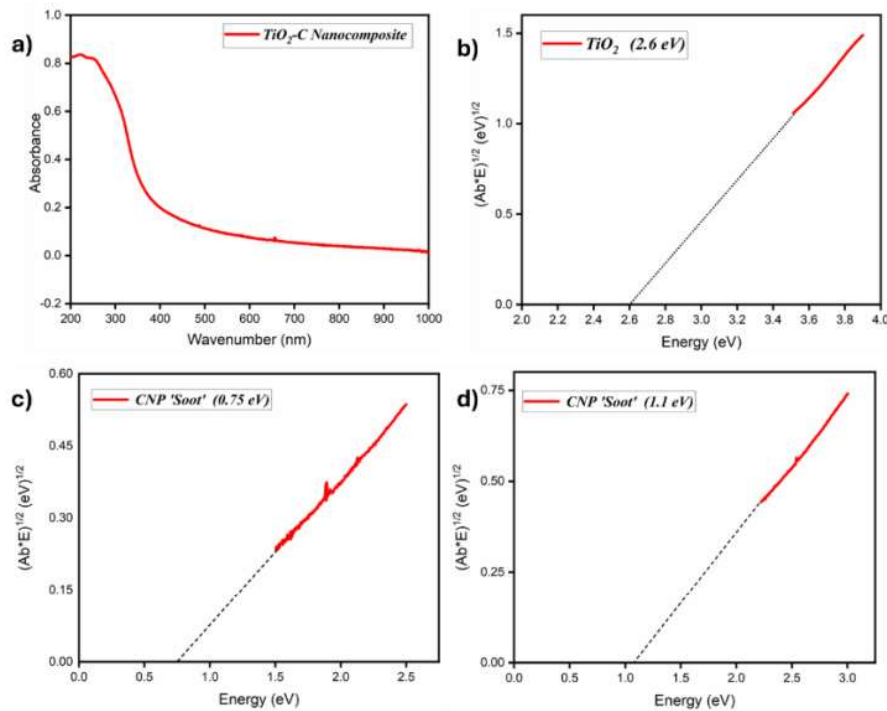 a)
TiO2-C Nanocomposite
1.0
0.8
0.6
0.4
0.2
0.0
-0.2
Absorbance
200 300 400 500 600 700 800 900 1000
Wavenumber (nm)
b)
TiO2 (2.6 eV)
1.5
1.0
0.5
0.0
(Ab*E)1/2 (eV)1/2
2.0 2.2 2.4 2.6 2.8 3.0 3.2 3.4 3.6 3.8 4.0
Energy (eV)
c)
CNP 'Soot' (0.75 eV)
0.60
0.45
0.30
0.15
0.00
(Ab*E)1/2 (eV)1/2
0.0 0.5 1.0 1.5 2.0 2.5
Energy (eV)
d)
CNP 'Soot' (1.1 eV)
0.75
0.50
0.25
0.00
(Ab*E)1/2 (eV)1/2
0.0 0.5 1.0 1.5 2.0 2.5 3.0
Energy (eV)